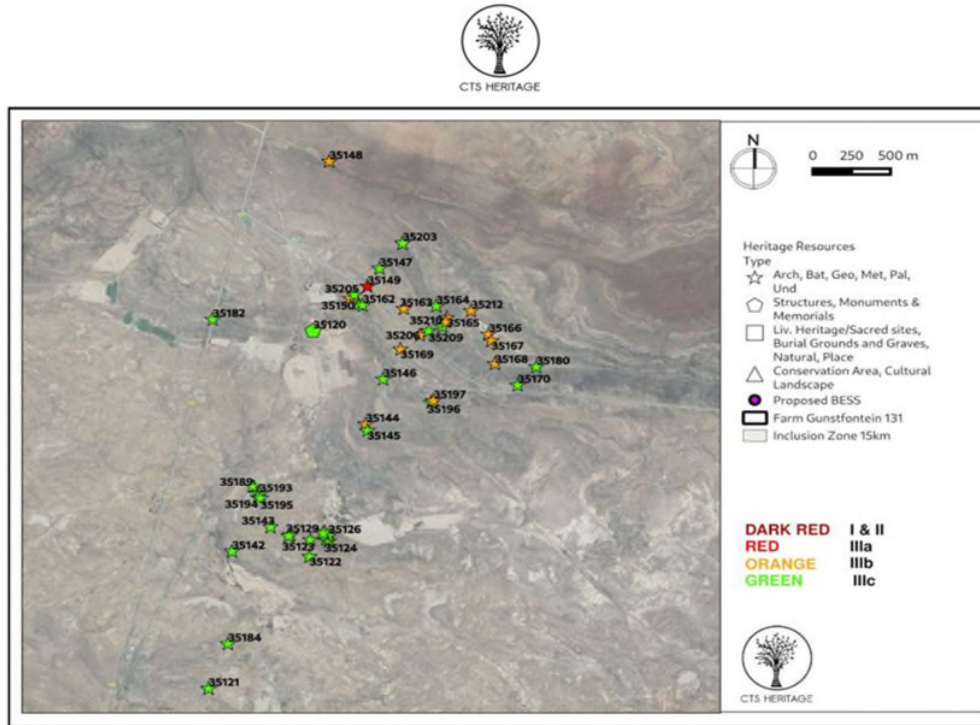 CTS HERITAGE
35148
35203
35147
35149
35205
35162
35190
35163
35164
35212
35210
35165
35182
35120
35166
35209
35167
35169
35168
35180
35146
35170
35197
35196
35144
35145
35189
35193
35194
35195
35143
35129
35126
35123
35124
35142
35122
35184
35121
N
0 250 500 m
Heritage Resources
Type
Arch, Bat, Geo, Met, Pal,
Und
Structures, Monuments &
Memorials
Liv. Heritage/Sacred sites,
Burial Grounds and Graves,
Natural, Place
Conservation Area, Cultural
Landscape
Proposed BESS
Farm Gunstfontein 131
Inclusion Zone 15km
DARK RED I & II
RED IIIa
ORANGE IIIb
GREEN IIIc
CTS HERITAGE